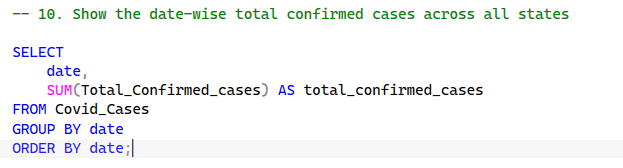 -- 10. Show the date-wise total confirmed cases across all states
SELECT
date,
SUM(Total_Confirmed_cases) AS total_confirmed_cases
FROM Covid_Cases
GROUP BY date
ORDER BY date;